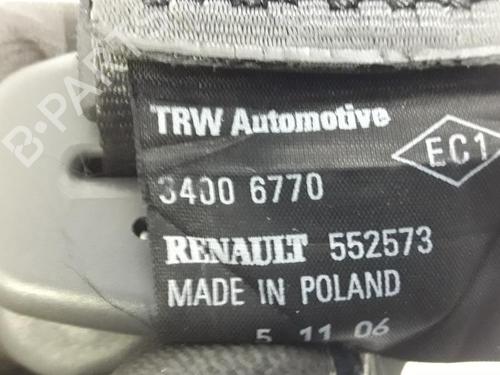 B-PART
TRW Automotive
EC1
3400 6770
RENAULT 552573
MADE IN POLAND
5 11 06